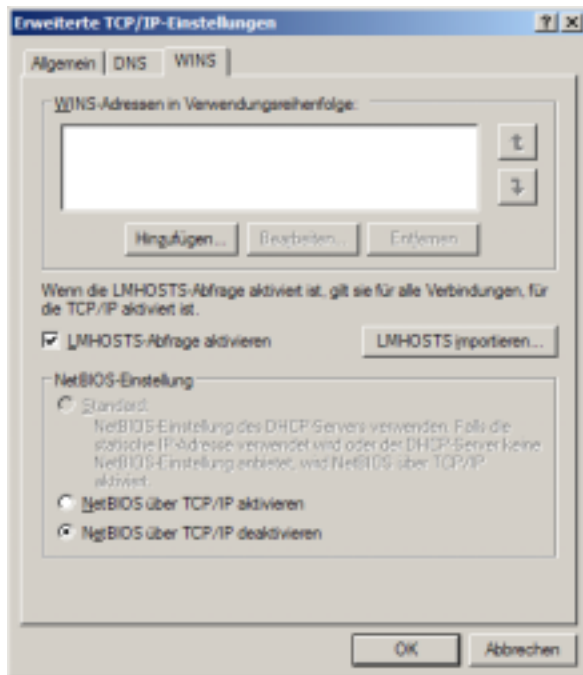 Erweiterte TCP/IP-Einstellungen
Allgemein DNS WINS
WINS-Adressen in Verwendungsreihenfolge:
Hinzufügen... Bearbeiten... Entfernen
Wenn die LMHOSTS-Abfrage aktiviert ist, gilt sie für alle Verbindungen, für
die TCP/IP aktiviert ist.
LMHOSTS-Abfrage aktivieren LMHOSTS importieren...
NetBIOS-Einstellung
Standard:
NetBIOS-Einstellung des DHCP-Servers verwenden. Falls die
statische IP-Adresse verwendet wird oder der DHCP-Server keine
NetBIOS-Einstellung anbietet, wird NetBIOS über TCP/IP
aktiviert.
NetBIOS über TCP/IP aktivieren
NetBIOS über TCP/IP deaktivieren
OK Abbrechen